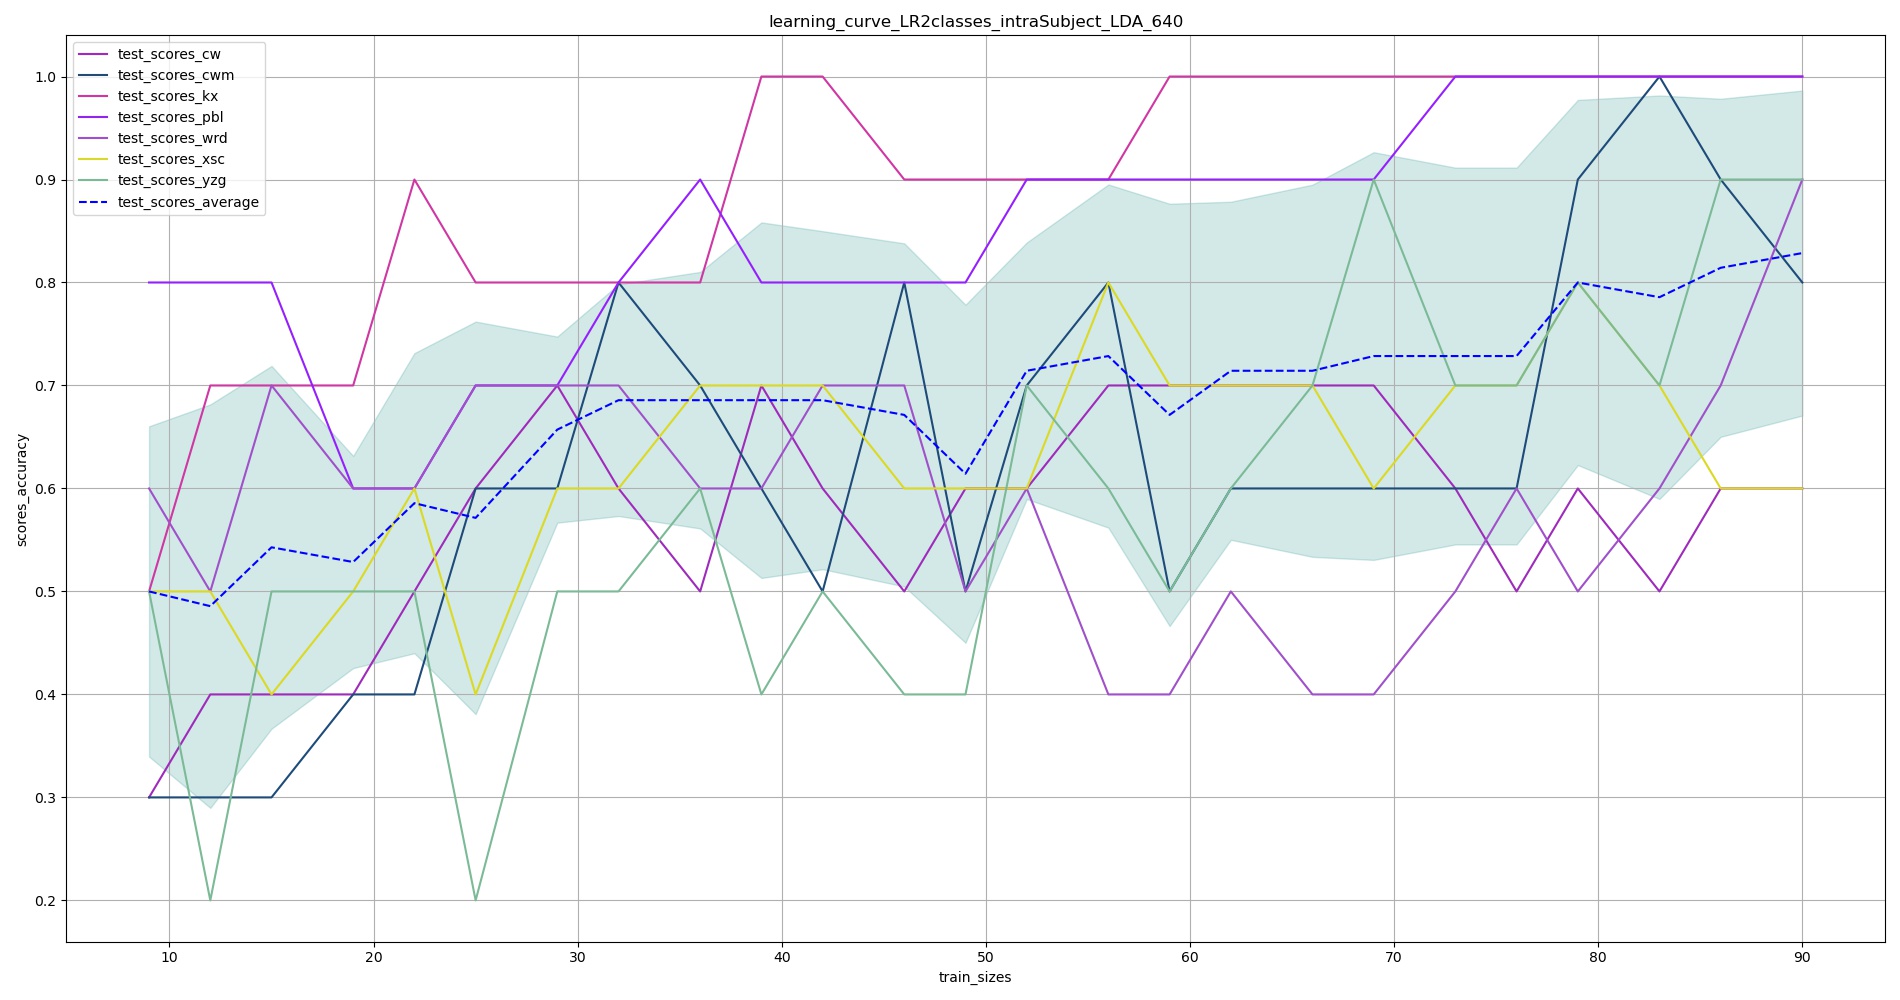 learning_curve_LR2classes_intraSubject_LDA_640
test_scores_cw
test_scores_cwm
test_scores_kx
test_scores_pbl
test_scores_wrd
test_scores_xsc
test_scores_yzg
test_scores_average
1.0
0.9
0.8
0.7
0.6
0.5
0.4
0.3
0.2
scores_accuracy
10 20 30 40 50 60 70 80 90
train_sizes